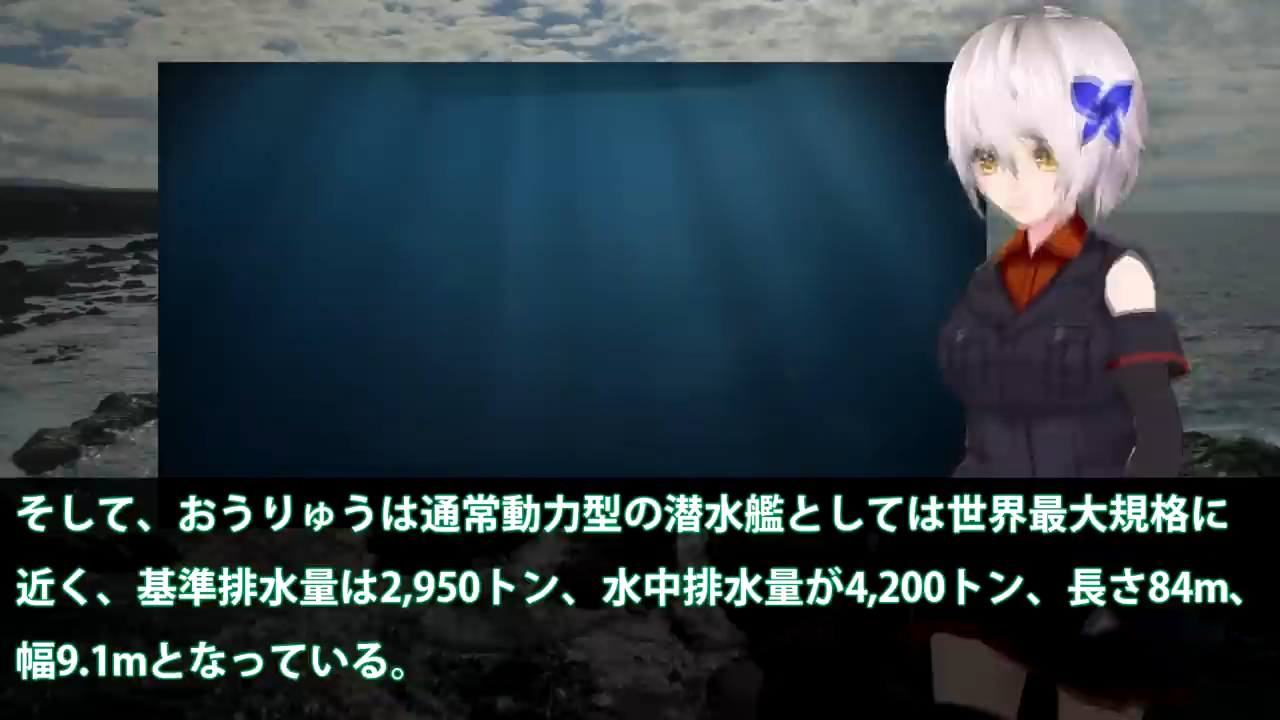 そして、おうりゅうは通常動力型の潜水艦としては世界最大規格に
近く、基準排水量は2,950トン、水中排水量が4,200トン、長さ84m、
幅9.1mとなっている。